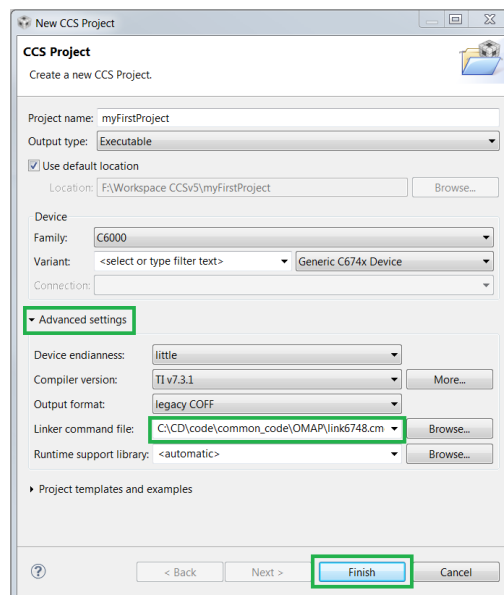 New CCS Project
CCS Project
Create a new CCS Project.
Project name: myFirstProject
Output type: Executable
Use default location
Location: F:\Workspace CCSv5\myFirstProject Browse...
Device
Family: C6000
Variant: <select or type filter text> Generic C674x Device
Connection:
Advanced settings
Device endianness: little
Compiler version: TI v7.3.1 More...
Output format: legacy COFF
Linker command file: C:\CD\code\common_code\OMAP\link6748.cm Browse...
Runtime support library: <automatic> Browse...
Project templates and examples
? < Back Next > Finish Cancel